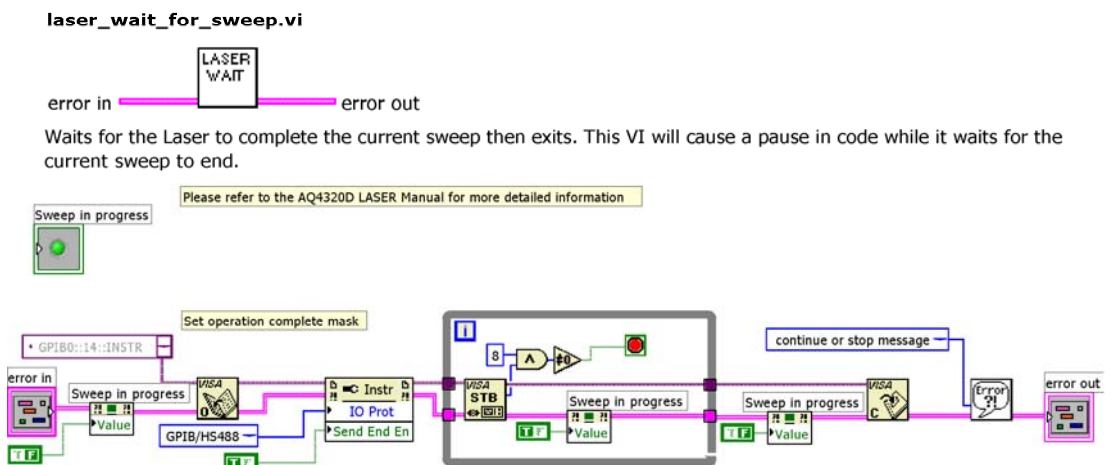 laser_wait_for_sweep.vi
LASER
WAIT
error in
error out
Waits for the Laser to complete the current sweep then exits. This VI will cause a pause in code while it waits for the
current sweep to end.
Please refer to the AQ4320D LASER Manual for more detailed information
Sweep in progress
Set operation complete mask
GPIB0::14::INSTR
i
8
0
continue or stop message
error in
Sweep in progress
VISA
O
Instr
IO Prot
Send End En
VISA
STB
Sweep in progress
Sweep in progress
VISA
C
Error
?!
error out
Value
GPIB/HS488
Value
Value
T F
T F
T F
T F